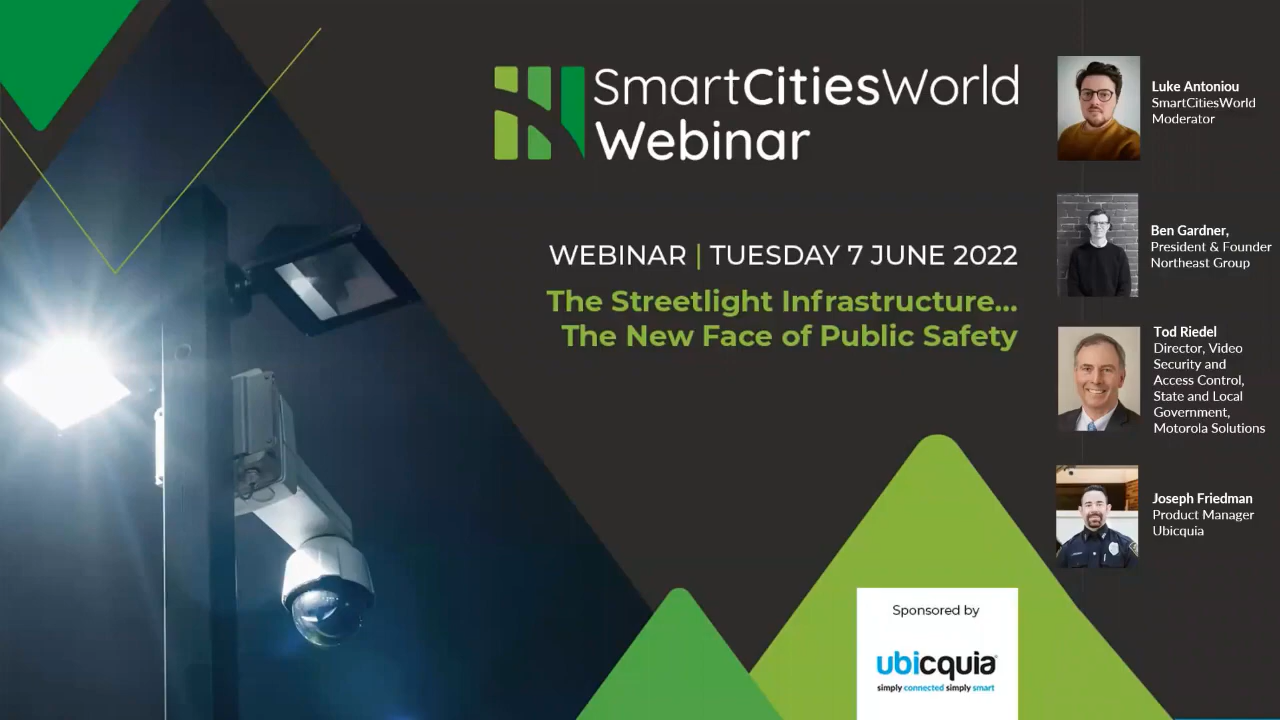 SmartCitiesWorld
Webinar
WEBINAR | TUESDAY 7 JUNE 2022
The Streetlight Infrastructure...
The New Face of Public Safety
Luke Antoniou
SmartCitiesWorld
Moderator
Ben Gardner,
President & Founder
Northeast Group
Tod Riedel
Director, Video
Security and
Access Control,
State and Local
Government,
Motorola Solutions
Joseph Friedman
Product Manager
Ubicquia
Sponsored by
ubicquia®
simply connected simply smart